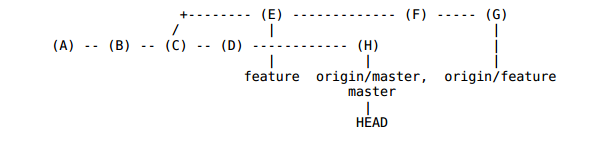 +-------- (E) ------------- (F) ----- (G)
/ | |
(A) -- (B) -- (C) -- (D) ------------ (H) |
| | |
feature origin/master, origin/feature
master
|
HEAD